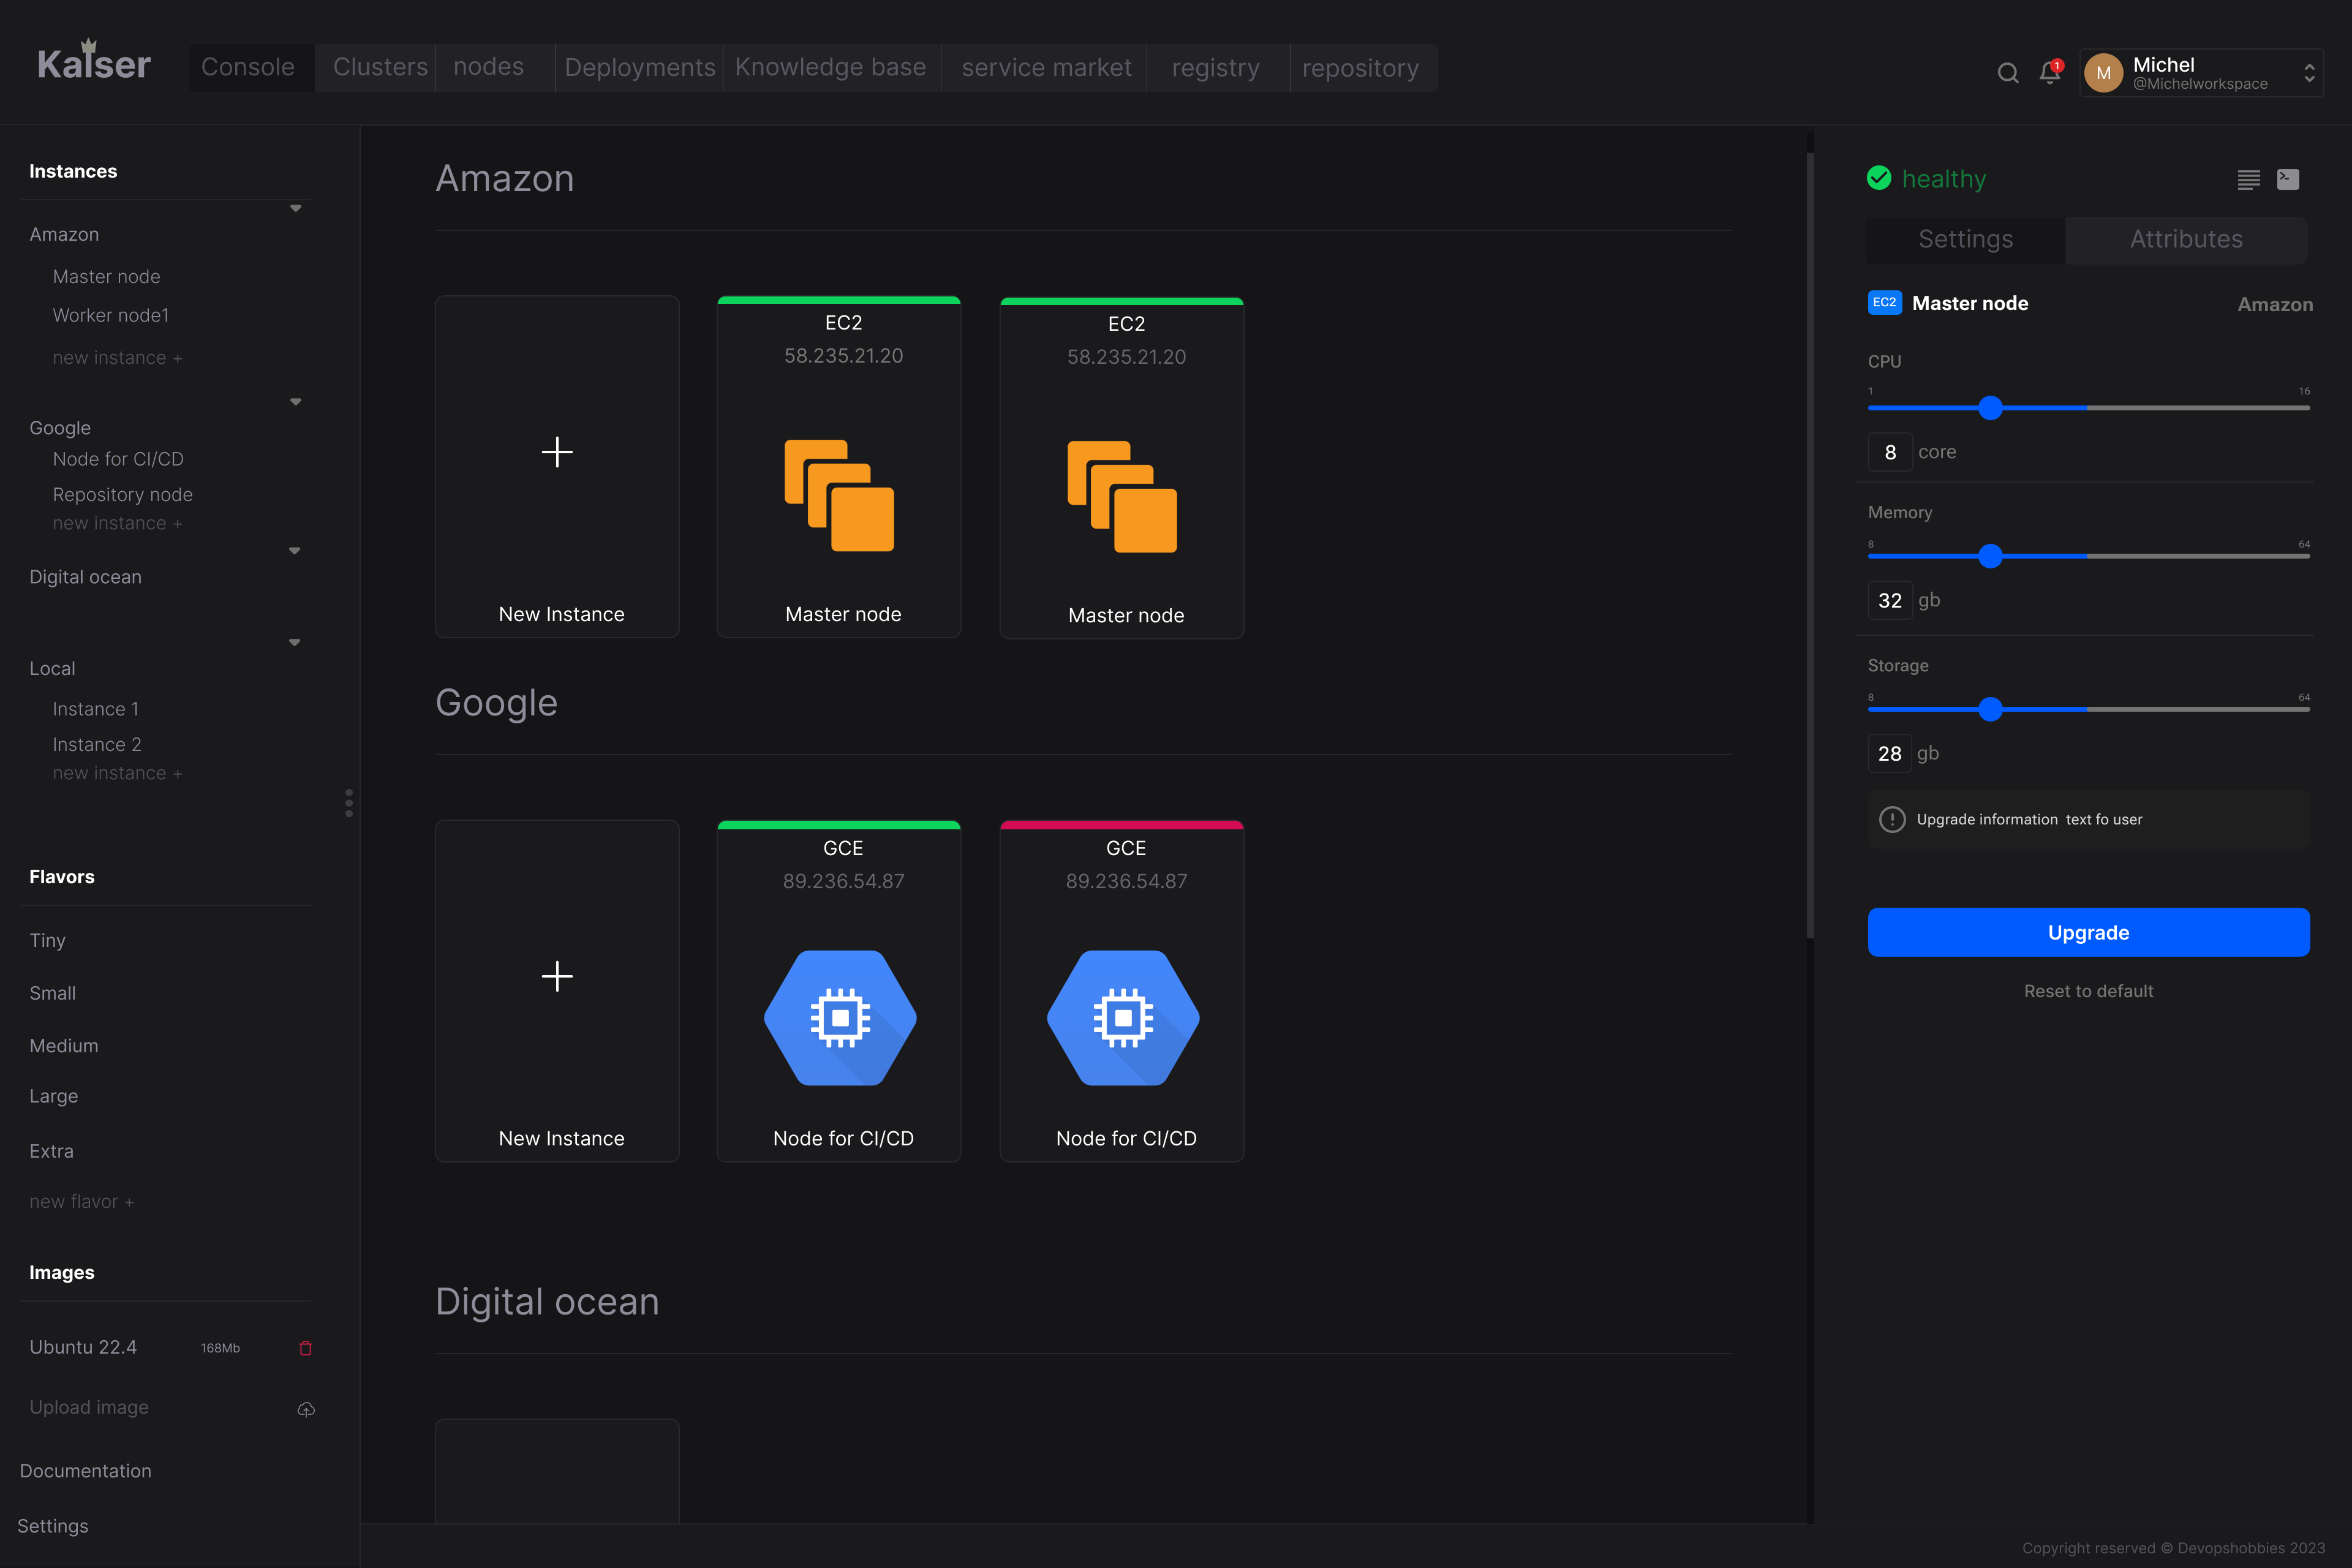 Kaiser
Console
Clusters
nodes
Deployments
Knowledge base
service market
registry
repository
1
M
Michel
@Michelworkspace
Instances
Amazon
Master node
Worker node1
new instance +
Google
Node for CI/CD
Repository node
new instance +
Digital ocean
Local
Instance 1
Instance 2
new instance +
Flavors
Tiny
Small
Medium
Large
Extra
new flavor +
Images
Ubuntu 22.4 168Mb
Upload image
Documentation
Settings
Amazon
New Instance
EC2
58.235.21.20
Master node
EC2
58.235.21.20
Master node
Google
New Instance
GCE
89.236.54.87
Node for CI/CD
GCE
89.236.54.87
Node for CI/CD
Digital ocean
healthy
Settings
Attributes
EC2 Master node Amazon
CPU
1 16
8 core
Memory
8 64
32 gb
Storage
8 64
28 gb
Upgrade information text fo user
Upgrade
Reset to default
Copyright reserved © Devopshobbies 2023